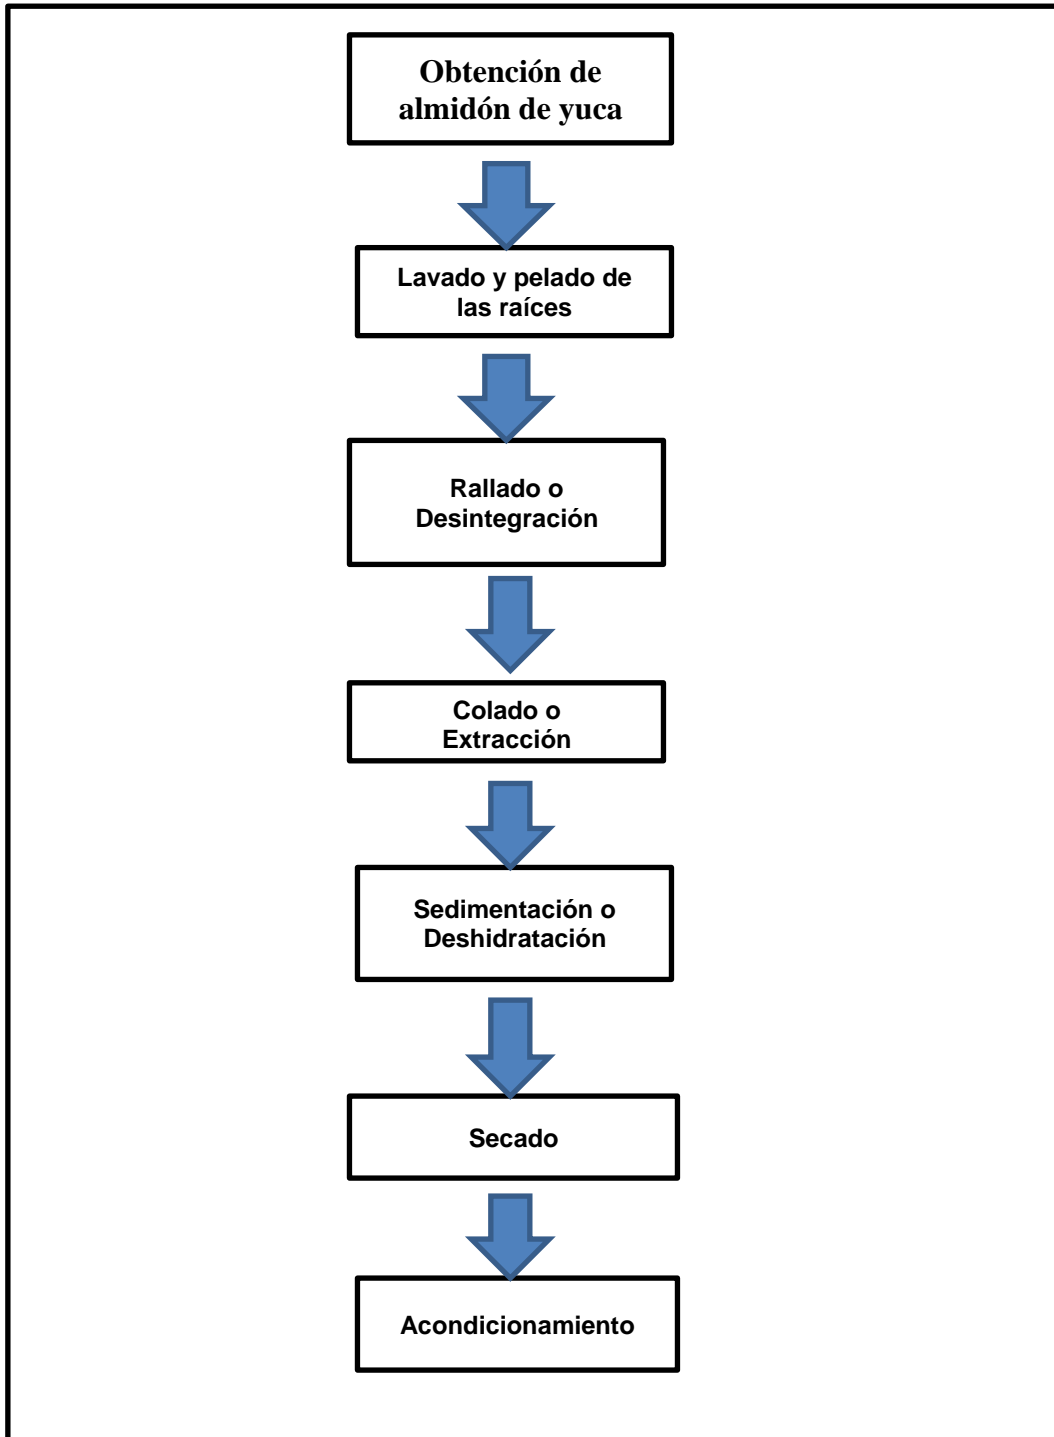 Obtención de
almidón de yuca
Lavado y pelado de
las raíces
Rallado o
Desintegración
Colado o
Extracción
Sedimentación o
Deshidratación
Secado
Acondicionamiento